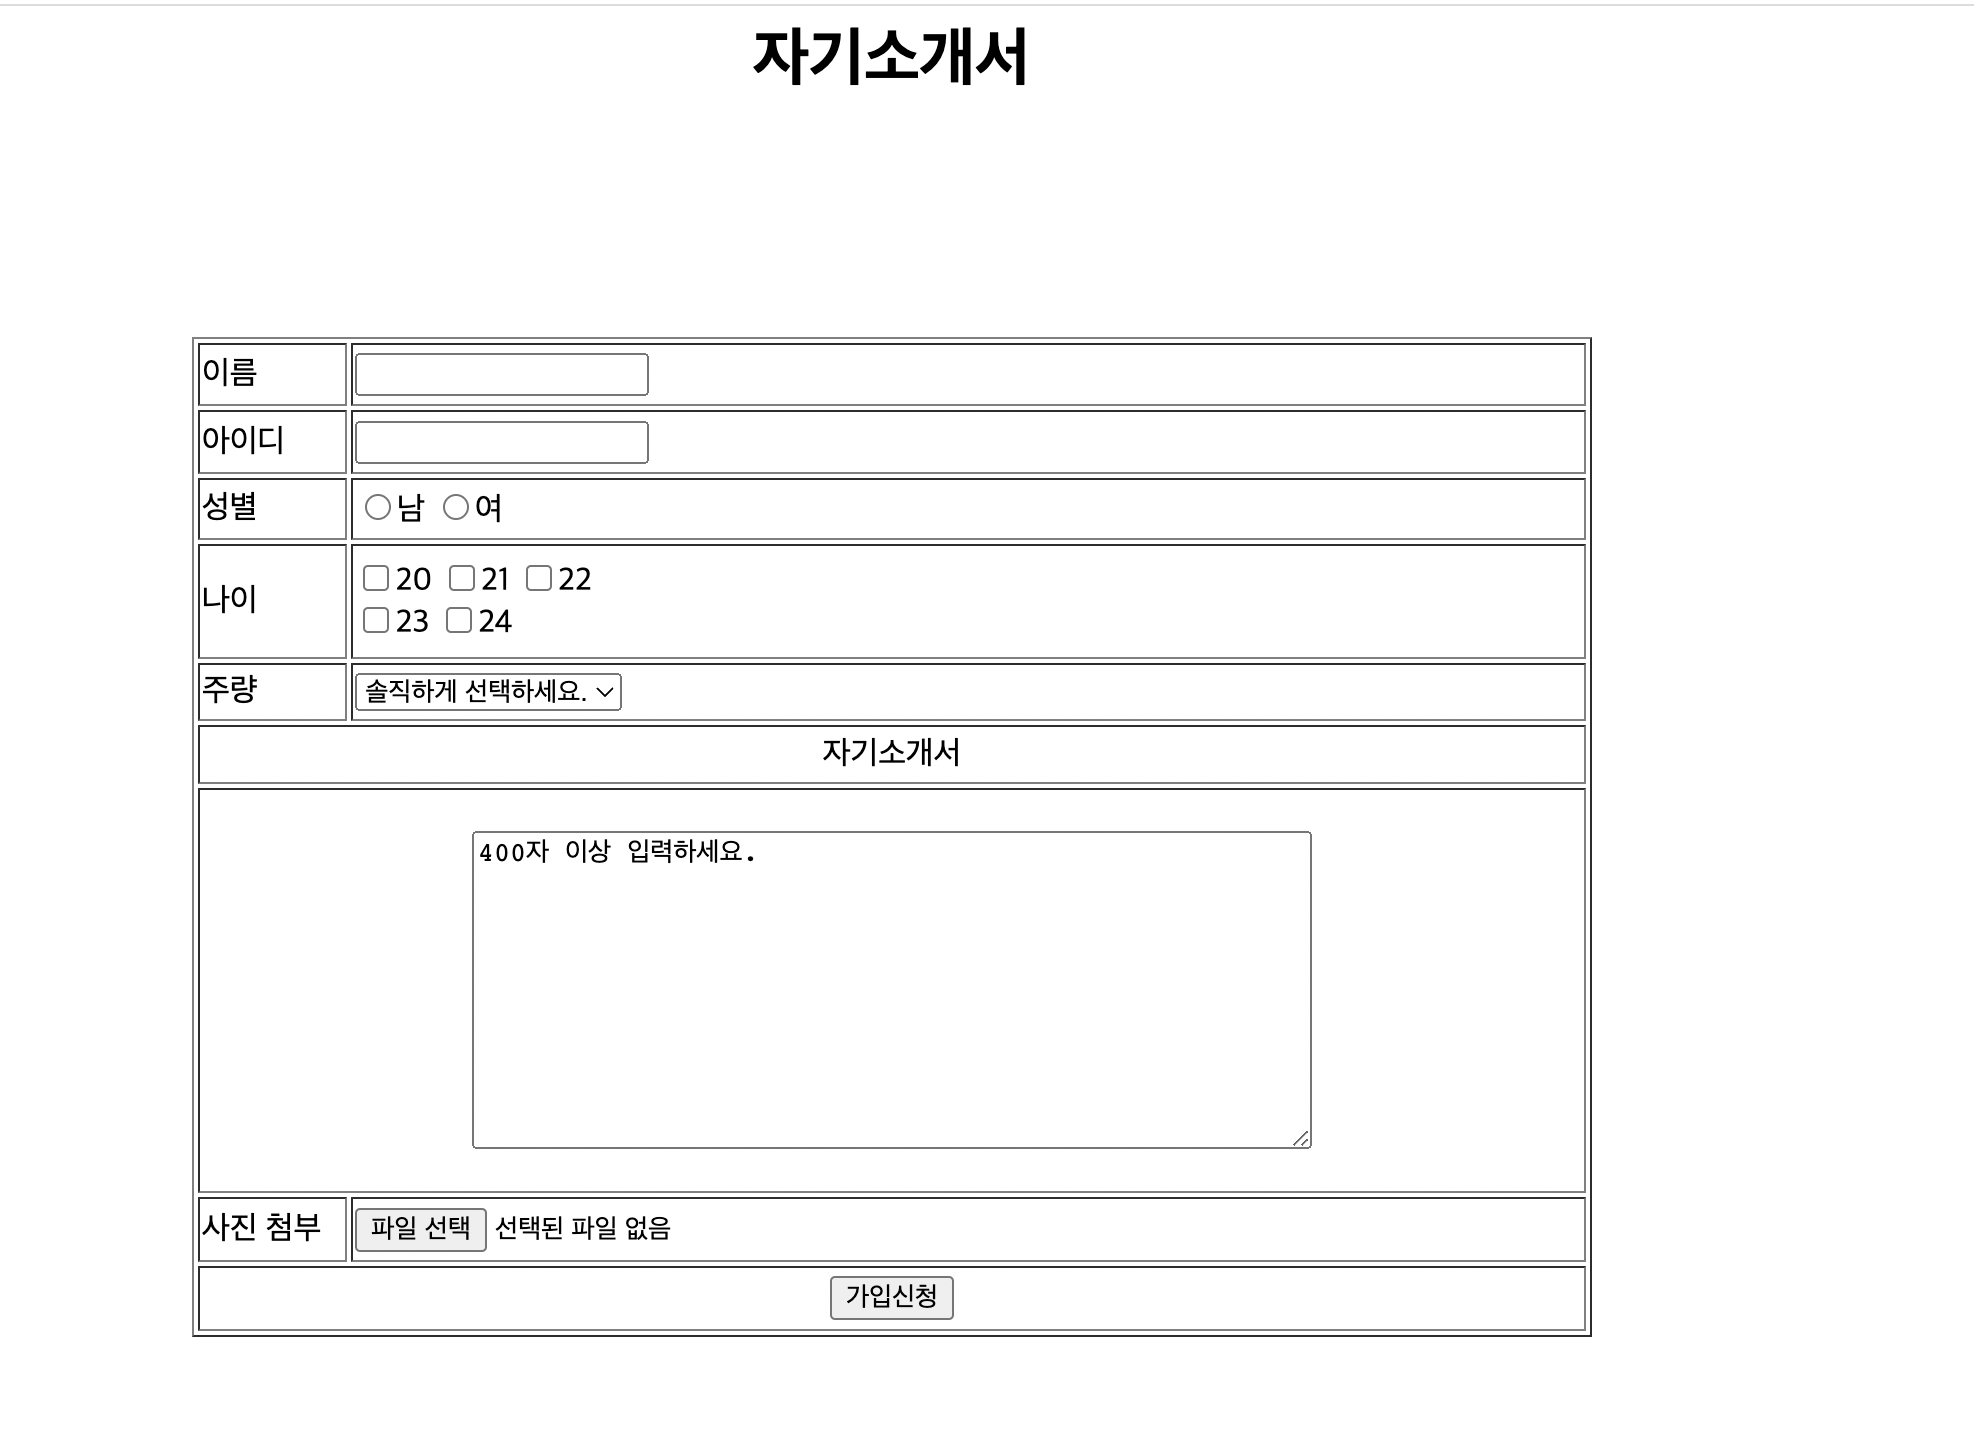 자기소개서
이름
아이디
성별 남 여
나이 20 21 22
23 24
주량 솔직하게 선택하세요.
자기소개서
400자 이상 입력하세요.
사진 첨부 파일 선택 선택된 파일 없음
가입신청